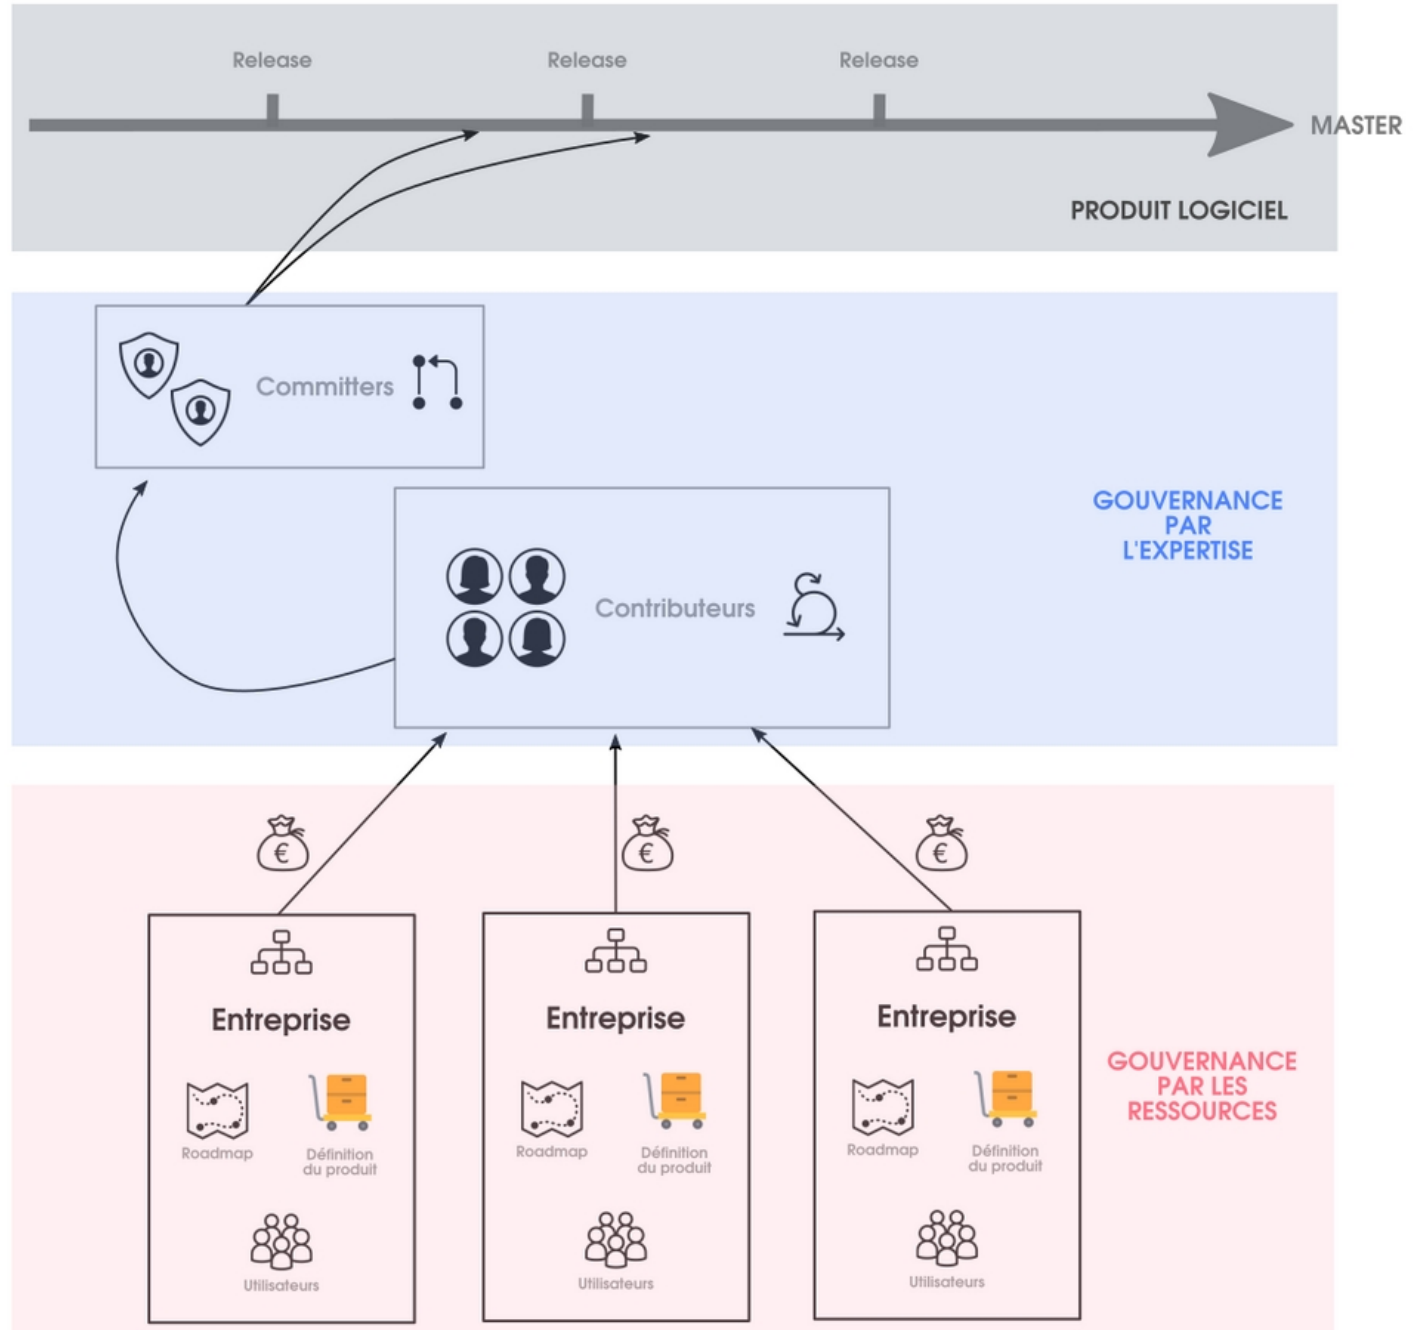 Release
Release
Release
MASTER
PRODUIT LOGICIEL
Committers
GOUVERNANCE
PAR
L'EXPERTISE
Contributeurs
€
€
€
Entreprise
Entreprise
Entreprise
GOUVERNANCE
PAR LES
RESSOURCES
Roadmap
Définition
du produit
Roadmap
Définition
du produit
Roadmap
Définition
du produit
Utilisateurs
Utilisateurs
Utilisateurs